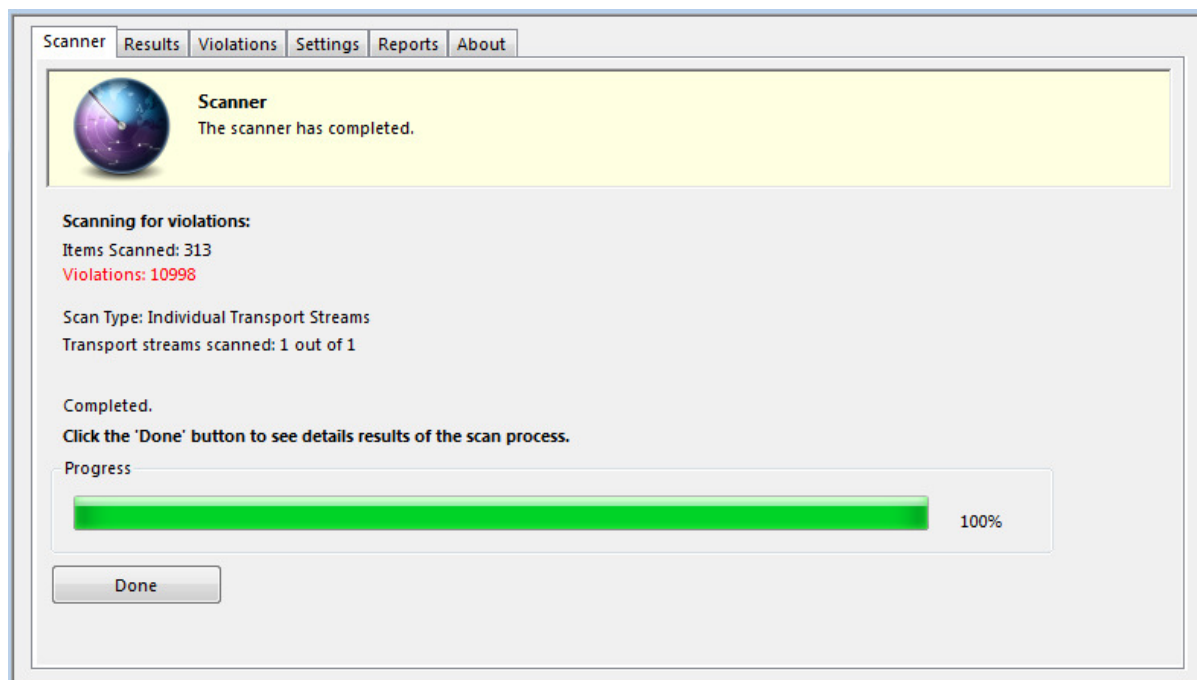 Scanner Results Violations Settings Reports About
Scanner
The scanner has completed.
Scanning for violations:
Items Scanned: 313
Violations: 10998
Scan Type: Individual Transport Streams
Transport streams scanned: 1 out of 1
Completed.
Click the 'Done' button to see details results of the scan process.
Progress
100%
Done